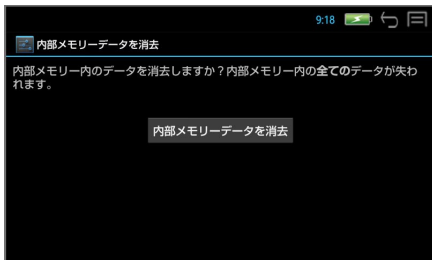 9:18
内部メモリーデータを消去
内部メモリー内のデータを消去しますか？内部メモリー内の全てのデータが失わ
れます。
内部メモリーデータを消去